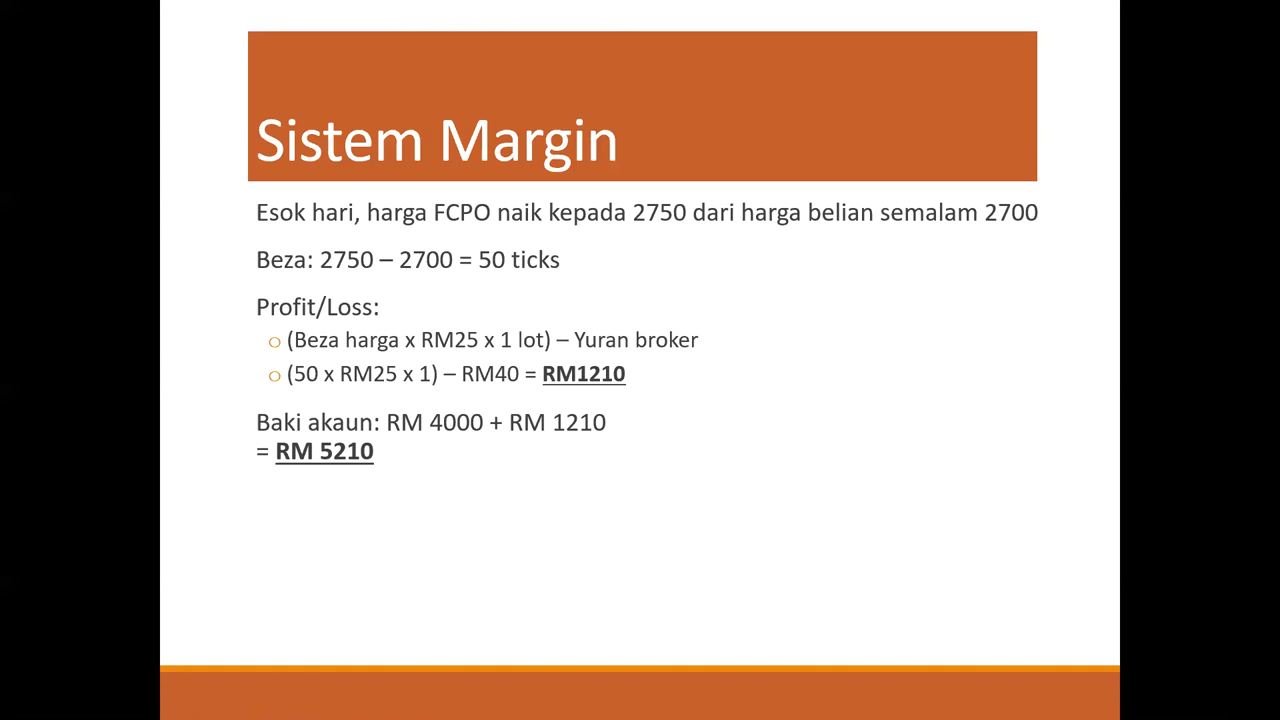 Sistem Margin
Esok hari, harga FCPO naik kepada 2750 dari harga belian semalam 2700
Beza: 2750 – 2700 = 50 ticks
Profit/Loss:
o (Beza harga x RM25 x 1 lot) – Yuran broker
o (50 x RM25 x 1) – RM40 = RM1210
Baki akaun: RM 4000 + RM 1210
= RM 5210